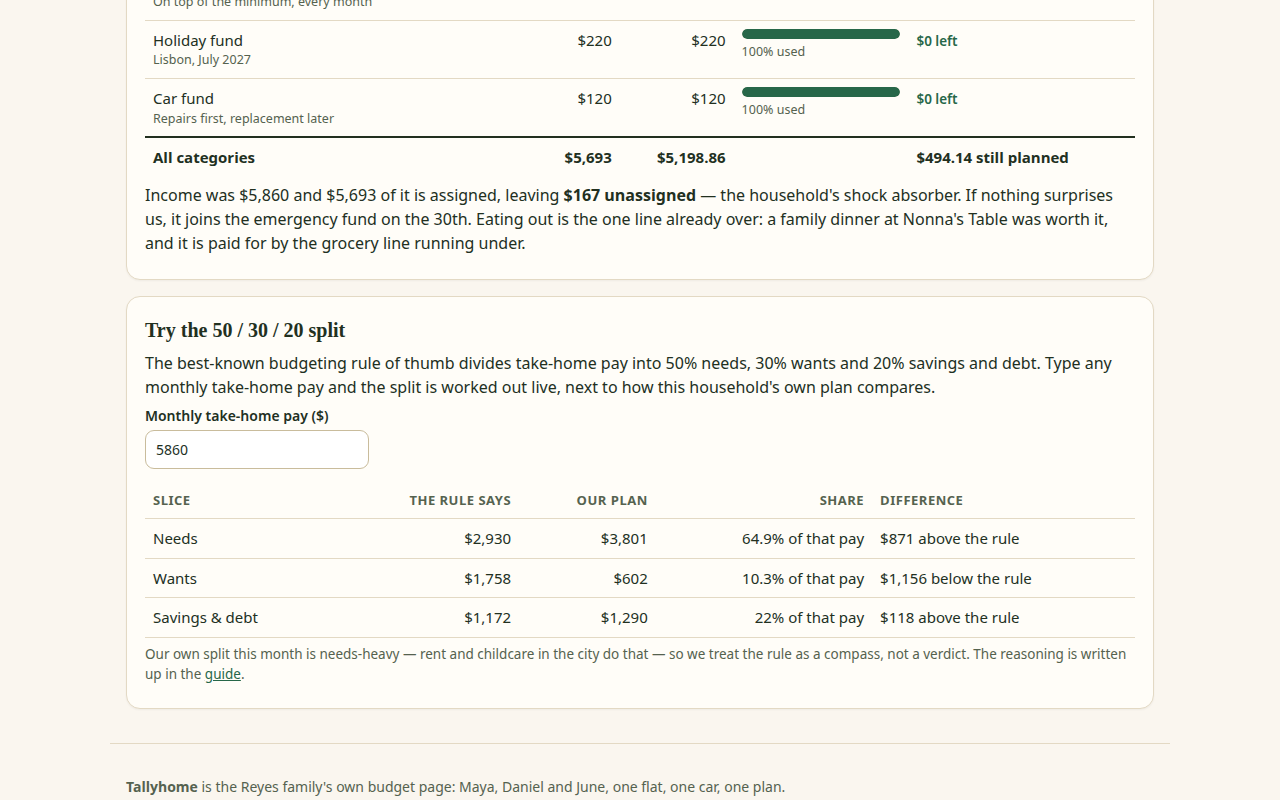 On top of the minimum, every month
Holiday fund $220 $220 $0 left
100% used
Lisbon, July 2027
Car fund $120 $120 $0 left
100% used
Repairs first, replacement later
All categories $5,693 $5,198.86 $494.14 still planned
Income was $5,860 and $5,693 of it is assigned, leaving $167 unassigned — the household's shock absorber. If nothing surprises
us, it joins the emergency fund on the 30th. Eating out is the one line already over: a family dinner at Nonna's Table was worth it,
and it is paid for by the grocery line running under.
Try the 50 / 30 / 20 split
The best-known budgeting rule of thumb divides take-home pay into 50% needs, 30% wants and 20% savings and debt. Type any
monthly take-home pay and the split is worked out live, next to how this household's own plan compares.
Monthly take-home pay ($)
5860
SLICE THE RULE SAYS OUR PLAN SHARE DIFFERENCE
Needs $2,930 $3,801 64.9% of that pay $871 above the rule
Wants $1,758 $602 10.3% of that pay $1,156 below the rule
Savings & debt $1,172 $1,290 22% of that pay $118 above the rule
Our own split this month is needs-heavy — rent and childcare in the city do that — so we treat the rule as a compass, not a verdict. The reasoning is written
up in the guide.
Tallyhome is the Reyes family's own budget page: Maya, Daniel and June, one flat, one car, one plan.